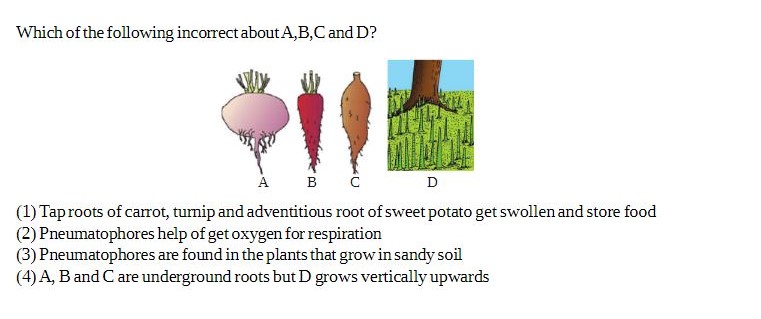 Which of the following incorrect about A,B,C and D?
A B C D
(1) Tap roots of carrot, turnip and adventitious root of sweet potato get swollen and store food
(2) Pneumatophores help of get oxygen for respiration
(3) Pneumatophores are found in the plants that grow in sandy soil
(4) A, B and C are underground roots but D grows vertically upwards